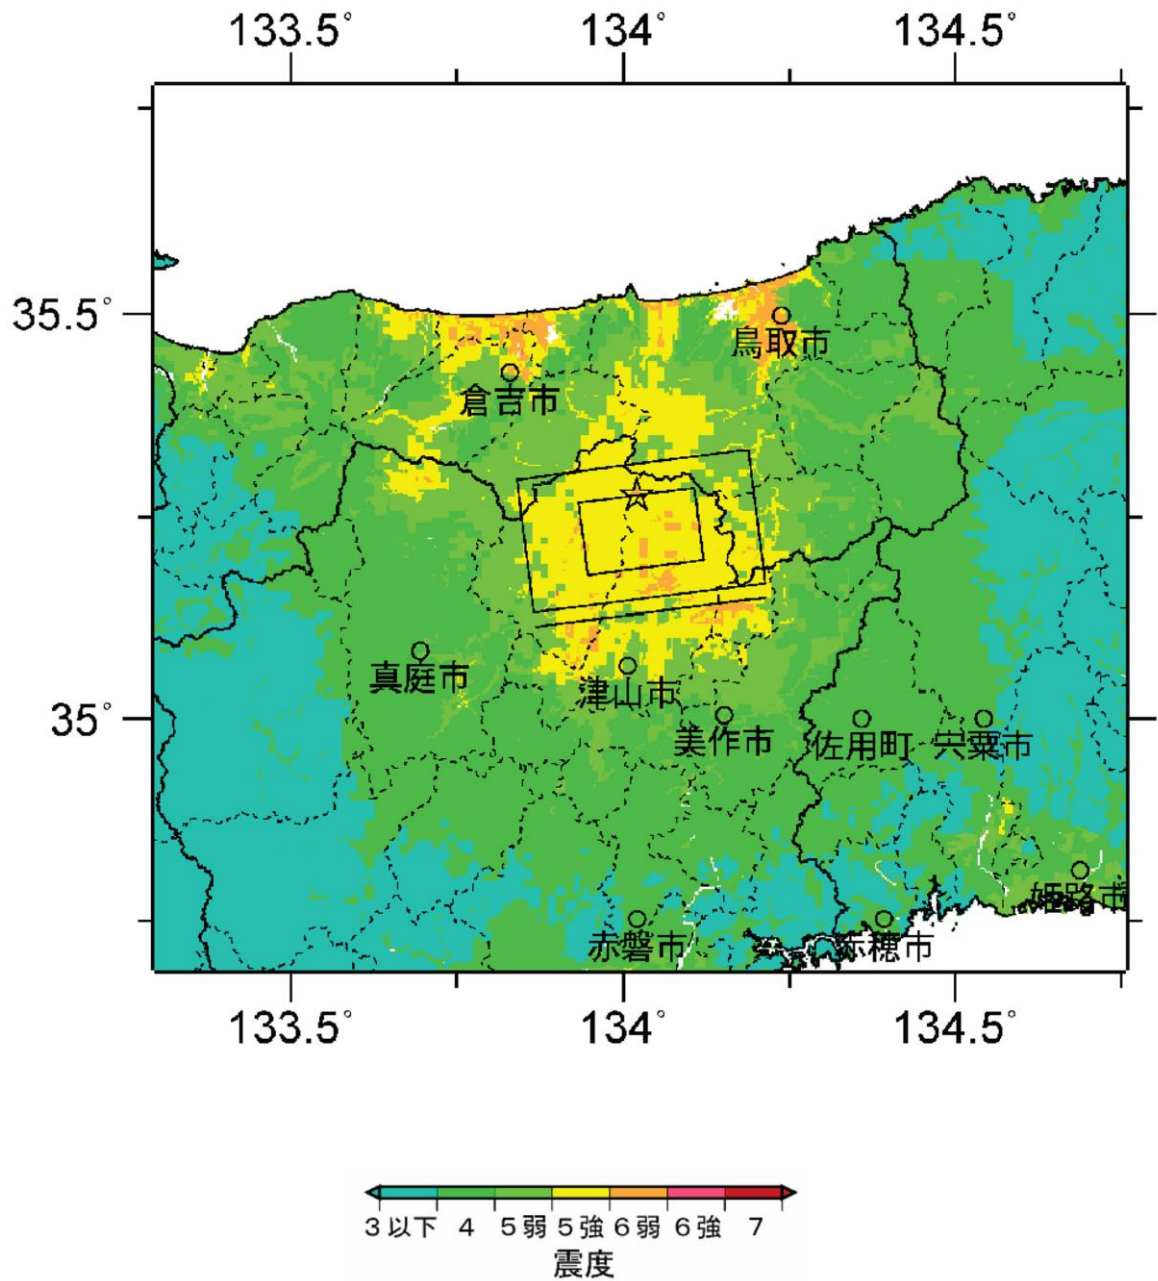 133.5° 134° 134.5°
35.5°
鳥取市
倉吉市
真庭市
津山市
35°
美作市 佐用町 宍粟市
姫路市
赤磐市 赤穂市
133.5° 134° 134.5°
3以下 4 5弱 5強 6弱 6強 7
震度